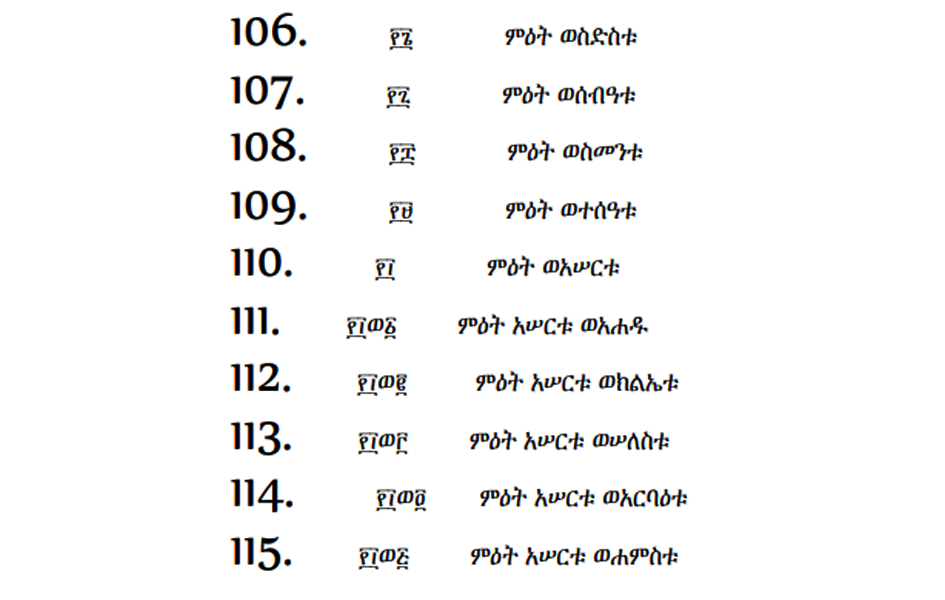 106. ፻፮ ምዕት ወስድስቱ
107. ፻፯ ምዕት ወሰብዓቱ
108. ፻፰ ምዕት ወስመንቱ
109. ፻፱ ምዕት ወተሰዓቱ
110. ፻፲ ምዕት ወአሠርቱ
111. ፻፲ወ፩ ምዕት አሠርቱ ወአሐዱ
112. ፻፲ወ፪ ምዕት አሠርቱ ወክልኤቱ
113. ፻፲ወ፫ ምዕት አሠርቱ ወሠለስቱ
114. ፻፲ወ፬ ምዕት አሠርቱ ወአርባዕቱ
115. ፻፲ወ፭ ምዕት አሠርቱ ወሐምስቱ